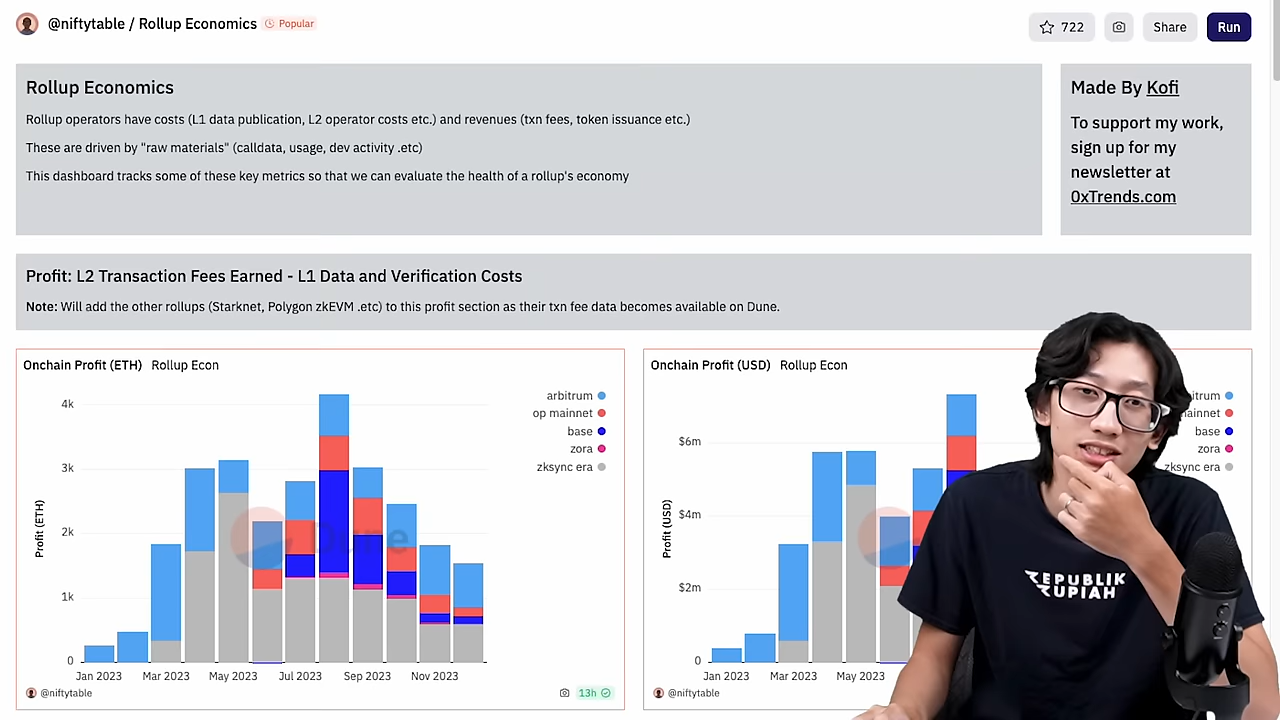 @niftytable / Rollup Economics
Popular
722
Share
Run
Rollup Economics
Rollup operators have costs (L1 data publication, L2 operator costs etc.) and revenues (txn fees, token issuance etc.)
These are driven by "raw materials" (calldata, usage, dev activity .etc)
This dashboard tracks some of these key metrics so that we can evaluate the health of a rollup's economy
Made By Kofi
To support my work,
sign up for my
newsletter at
0xTrends.com
Profit: L2 Transaction Fees Earned - L1 Data and Verification Costs
Note: Will add the other rollups (Starknet, Polygon zkEVM .etc) to this profit section as their txn fee data becomes available on Dune.
Onchain Profit (ETH) Rollup Econ
arbitrum
op mainnet
base
zora
zksync era
4k
3k
2k
1k
0
Profit (ETH)
Dune
Jan 2023
Mar 2023
May 2023
Jul 2023
Sep 2023
Nov 2023
@niftytable
13h
Onchain Profit (USD) Rollup Econ
itrum
nainnet
base
zora
zksync era
$6m
$4m
$2m
0
Profit (USD)
Jan 2023
Mar 2023
May 2023
@niftytable
REPUBLIK
RUPIAH